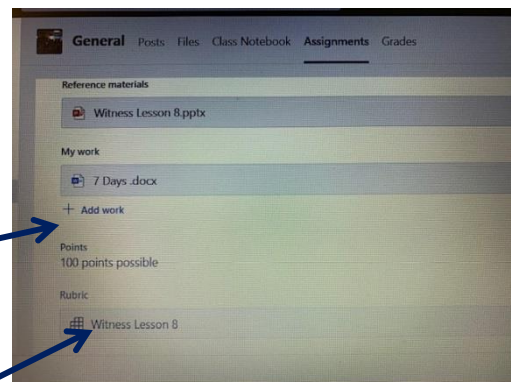 General Posts Files Class Notebook Assignments Grades
Reference materials
Witness Lesson 8.pptx
My work
7 Days .docx
+ Add work
Points
100 points possible
Rubric
Witness Lesson 8